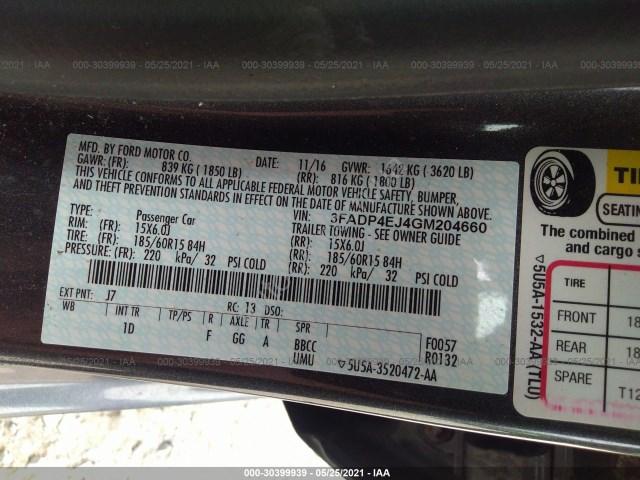 000-30399939 - 05/25/2021 - IAA
000-30399939 - 05/25/2021 - IAA
000-30399939 - 05/25/2021 - IAA
MFD. BY FORD MOTOR CO.
DATE: 11/16 GVWR: 1642 KG ( 3620 LB)
GAWR: (FR): 839 KG ( 1850 LB) (RR): 816 KG ( 1800 LB)
THIS VEHICLE CONFORMS TO ALL APPLICABLE FEDERAL MOTOR VEHICLE SAFETY, BUMPER,
AND THEFT PREVENTION STANDARDS IN EFFECT ON THE DATE OF MANUFACTURE SHOWN ABOVE.
VIN: 3FADP4EJ4GM204660
TYPE: Passenger Car TRAILER TOWING - SEE OWNER GUIDE
RIM: (FR): 15X6.0J (RR): 15X6.0J
TIRE: (FR): 185/60R15 84H (RR): 185/60R15 84H
PRESSURE: (FR): 220 kPa/ 32 PSI COLD (RR): 220 kPa/ 32 PSI COLD
EXT PNT: J7 RC: 13 DSO:
WB INT TR TP/PS R AXLE TR SPR F0057
1D F GG A BBCC R0132
UMU ▽5U5A-3520472-AA
TI
SEATIN
The combined
and cargo s
TIRE
FRONT 18
REAR 18
SPARE T12
▽5U5A-1532-AA (TL0)
000-30399939 - 05/25/2021 - IAA